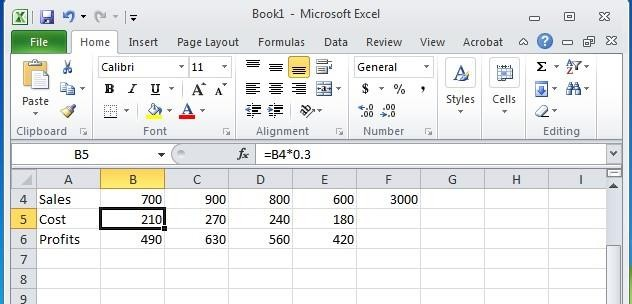 Book1 - Microsoft Excel
File Home Insert Page Layout Formulas Data Review View Acrobat
Calibri 11 General
Paste B I U $ % , Styles Cells
Clipboard Font Alignment Number Editing
B5 fx =B4*0.3
A B C D E F G H I
4 Sales 700 900 800 600 3000
5 Cost 210 270 240 180
6 Profits 490 630 560 420
7
8
9